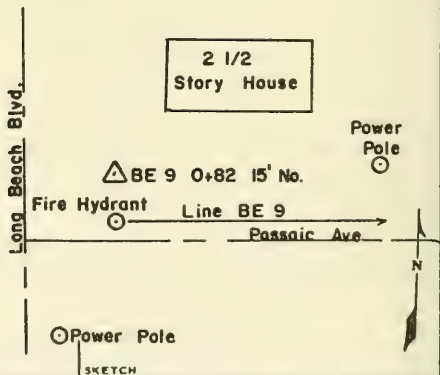 2 1/2
Story House
Long Beach Blvd.
Power
Pole
BE 9 0+82 15' No.
Fire Hydrant
Line BE 9
Passaic Ave
N
Power Pole
SKETCH